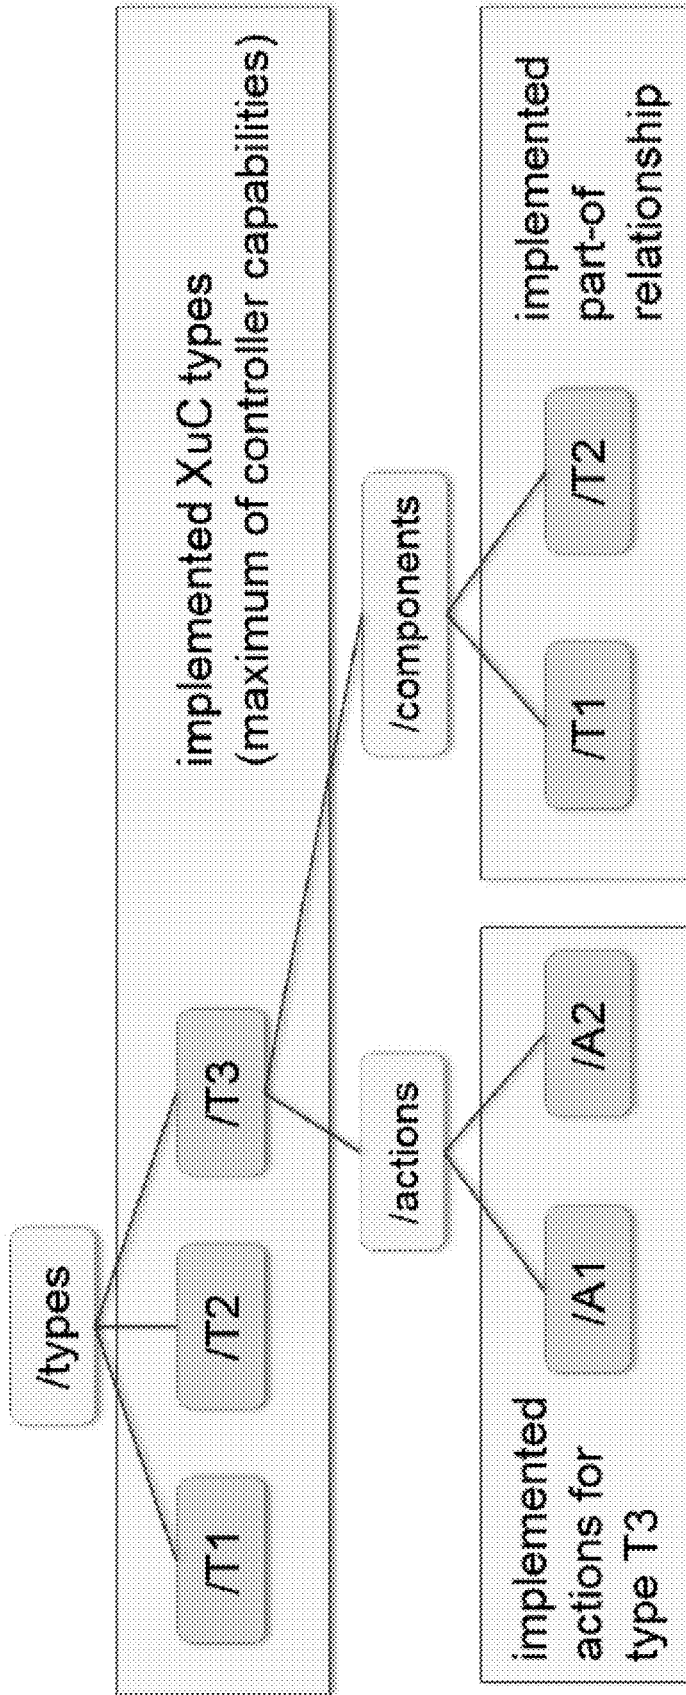 /types
/T1
/T2
/T3
implemented XuC types
(maximum of controller capabilities)
/actions
/components
implemented
actions for
type T3
/A1
/A2
/T1
/T2
implemented
part-of
relationship